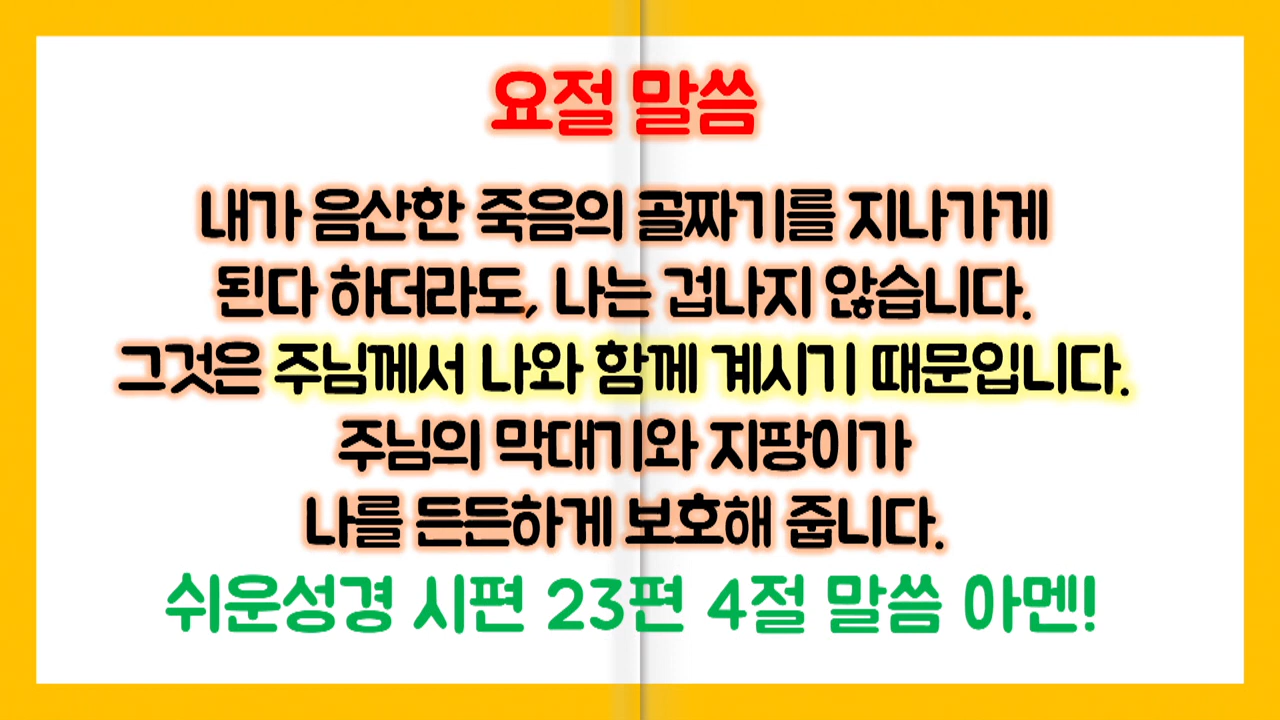 요절 말씀
내가 음산한 죽음의 골짜기를 지나가게
된다 하더라도, 나는 겁나지 않습니다.
그것은 주님께서 나와 함께 계시기 때문입니다.
주님의 막대기와 지팡이가
나를 든든하게 보호해 줍니다.
쉬운성경 시편 23편 4절 말씀 아멘!